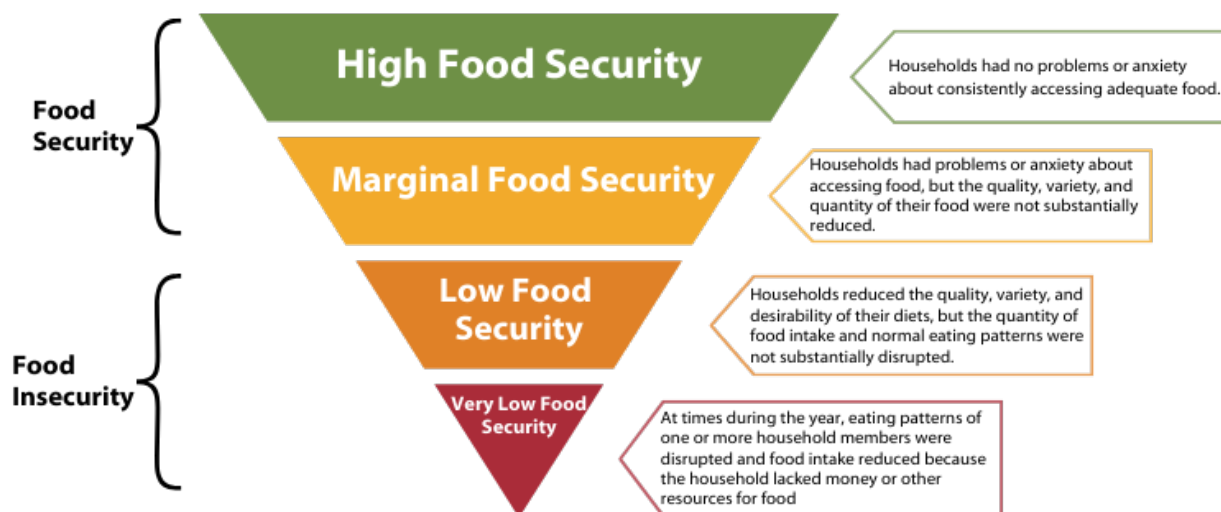 High Food Security
Households had no problems or anxiety
about consistently accessing adequate food.
Food
Security
Marginal Food Security
Households had problems or anxiety about
accessing food, but the quality, variety, and
quantity of their food were not substantially
reduced.
Low Food
Security
Households reduced the quality, variety, and
desirability of their diets, but the quantity of
food intake and normal eating patterns were
not substantially disrupted.
Food
Insecurity
Very Low Food
Security
At times during the year, eating patterns of
one or more household members were
disrupted and food intake reduced because
the household lacked money or other
resources for food